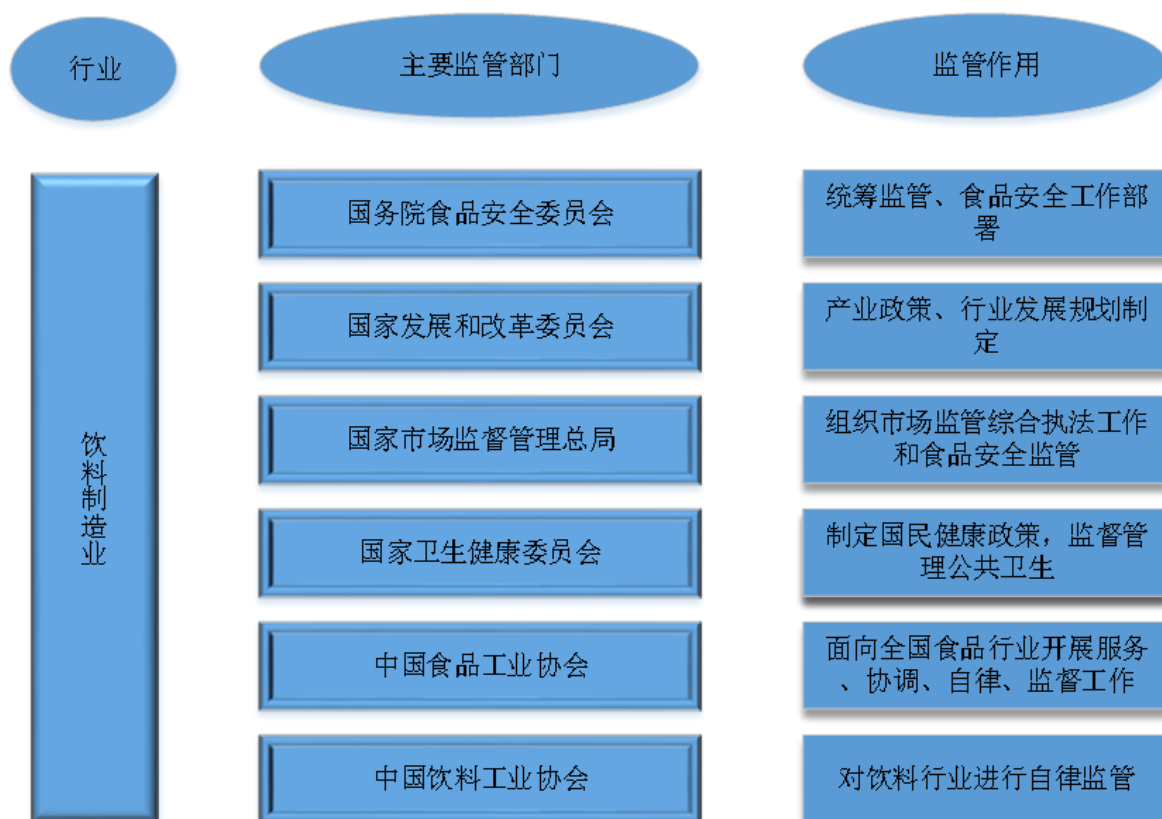 行业
主要监管部门
监管作用
饮料制造业
国务院食品安全委员会
统筹监管、食品安全工作部
署
国家发展和改革委员会
产业政策、行业发展规划制
定
国家市场监督管理总局
组织市场监管综合执法工作
和食品安全监管
国家卫生健康委员会
制定国民健康政策，监督管
理公共卫生
中国食品工业协会
面向全国食品行业开展服务
、协调、自律、监督工作
中国饮料工业协会
对饮料行业进行自律监管